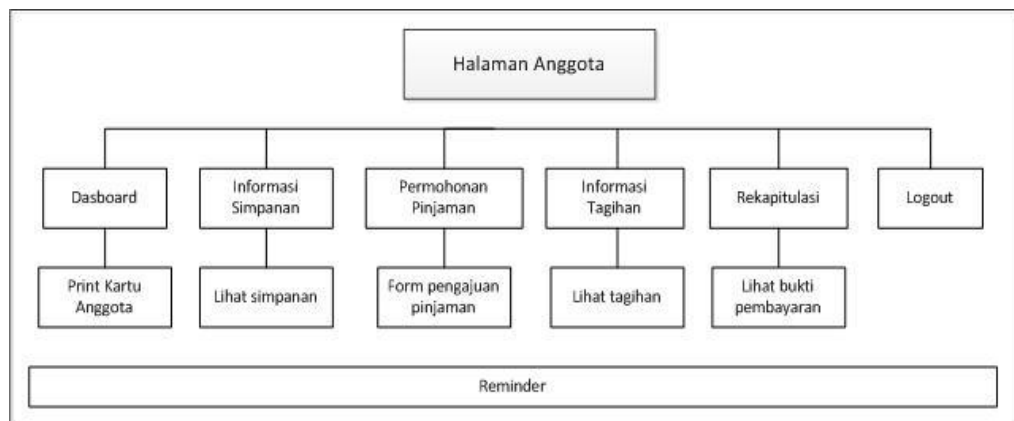 Halaman Anggota
Dasboard
Informasi
Simpanan
Permohonan
Pinjaman
Informasi
Tagihan
Rekapitulasi
Logout
Print Kartu
Anggota
Lihat simpanan
Form pengajuan
pinjaman
Lihat tagihan
Lihat bukti
pembayaran
Reminder